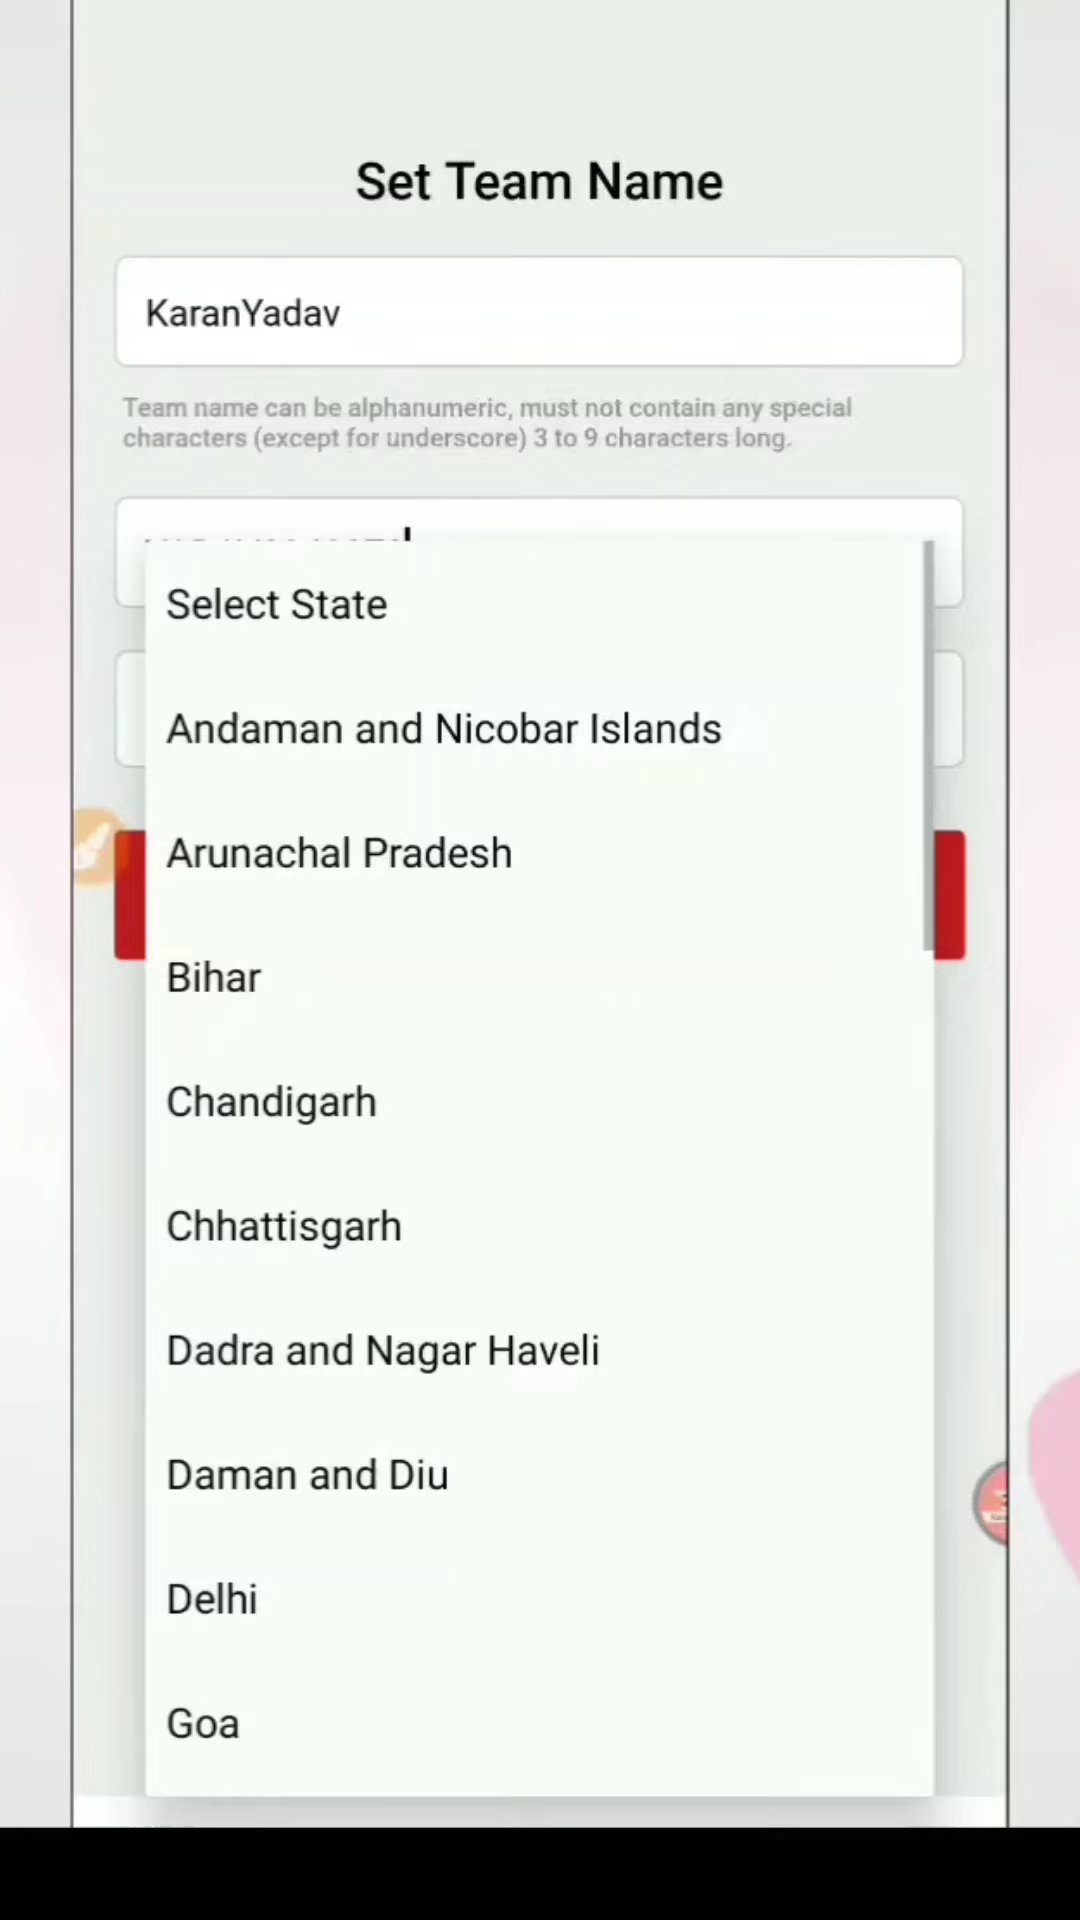 Set Team Name
KaranYadav
Team name can be alphanumeric, must not contain any special
characters (except for underscore) 3 to 9 characters long.
Select State
Andaman and Nicobar Islands
Arunachal Pradesh
Bihar
Chandigarh
Chhattisgarh
Dadra and Nagar Haveli
Daman and Diu
Delhi
Goa